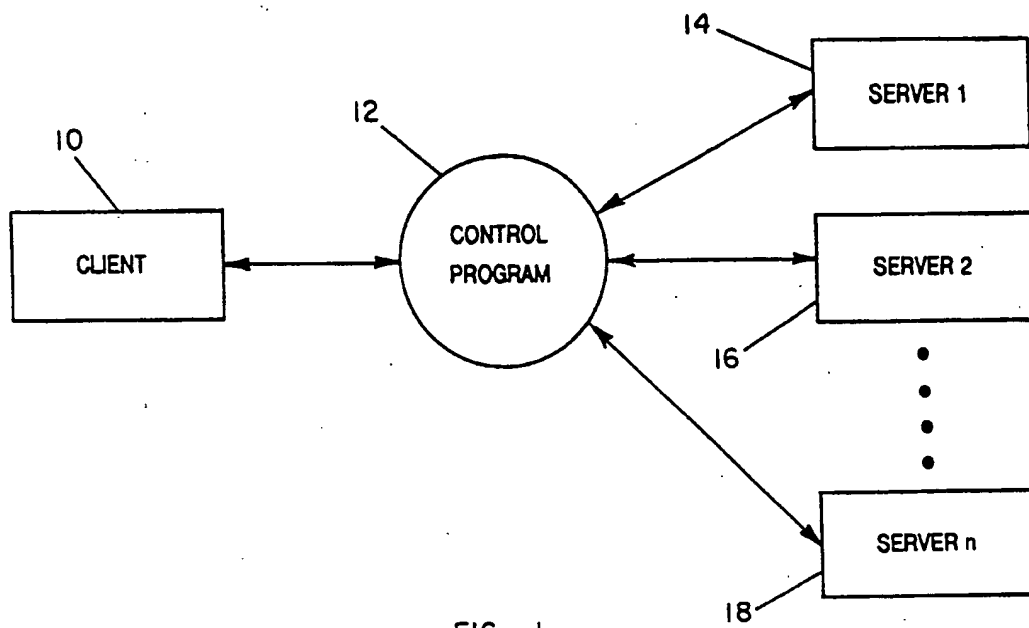 14
SERVER 1
12
10
CONTROL
PROGRAM
CLIENT
SERVER 2
16
SERVER n
18